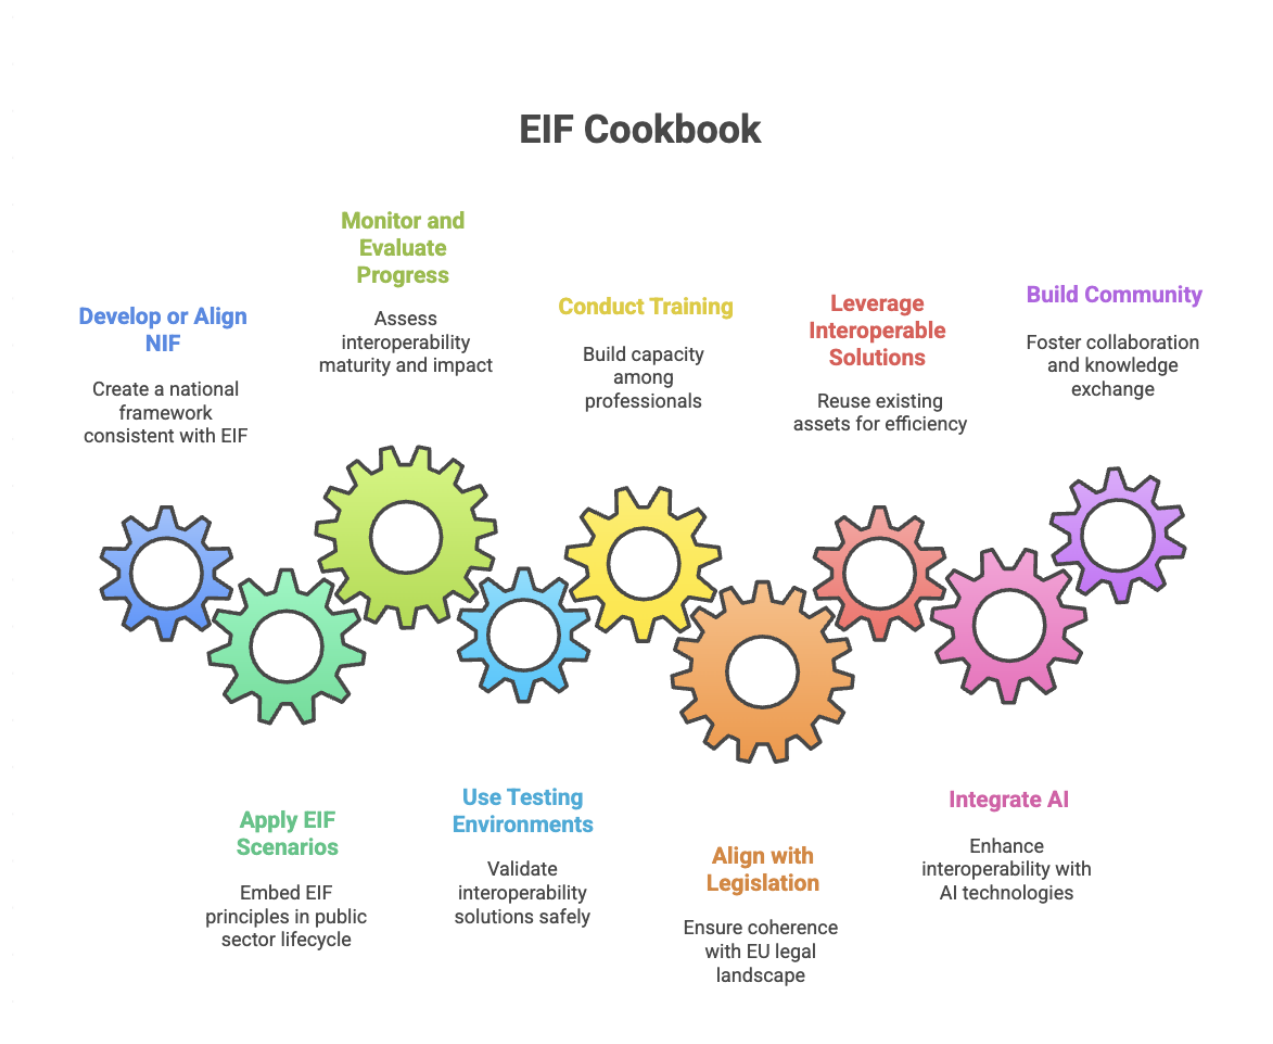 EIF Cookbook
Develop or Align
NIF
Create a national
framework
consistent with EIF
Apply EIF
Scenarios
Embed EIF
principles in public
sector lifecycle
Monitor and
Evaluate
Progress
Assess
interoperability
maturity and impact
Use Testing
Environments
Validate
interoperability
solutions safely
Conduct Training
Build capacity
among
professionals
Align with
Legislation
Ensure coherence
with EU legal
landscape
Leverage
Interoperable
Solutions
Reuse existing
assets for efficiency
Integrate AI
Enhance
interoperability with
AI technologies
Build Community
Foster collaboration
and knowledge
exchange